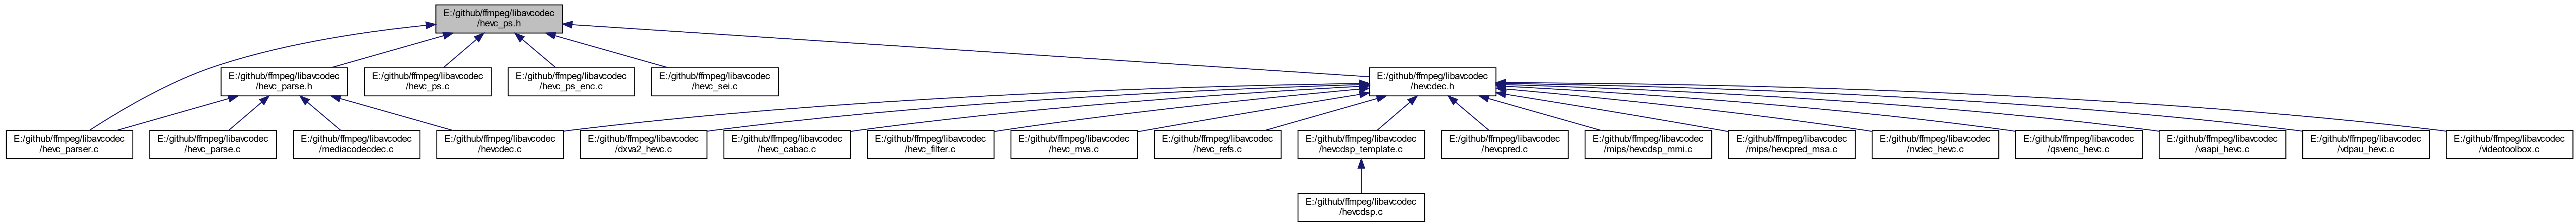 E:/github/ffmpeg/libavcodec
/hevc_ps.h
E:/github/ffmpeg/libavcodec
/hevc_parse.h
E:/github/ffmpeg/libavcodec
/hevc_ps.c
E:/github/ffmpeg/libavcodec
/hevc_ps_enc.c
E:/github/ffmpeg/libavcodec
/hevc_sei.c
E:/github/ffmpeg/libavcodec
/hevcdec.h
E:/github/ffmpeg/libavcodec
/hevc_parser.c
E:/github/ffmpeg/libavcodec
/hevc_parse.c
E:/github/ffmpeg/libavcodec
/mediacodecdec.c
E:/github/ffmpeg/libavcodec
/hevcdec.c
E:/github/ffmpeg/libavcodec
/dxva2_hevc.c
E:/github/ffmpeg/libavcodec
/hevc_cabac.c
E:/github/ffmpeg/libavcodec
/hevc_filter.c
E:/github/ffmpeg/libavcodec
/hevc_mvs.c
E:/github/ffmpeg/libavcodec
/hevc_refs.c
E:/github/ffmpeg/libavcodec
/hevcdsp_template.c
E:/github/ffmpeg/libavcodec
/hevcpred.c
E:/github/ffmpeg/libavcodec
/mips/hevcdsp_mmi.c
E:/github/ffmpeg/libavcodec
/mips/hevcpred_msa.c
E:/github/ffmpeg/libavcodec
/nvdec_hevc.c
E:/github/ffmpeg/libavcodec
/qsvenc_hevc.c
E:/github/ffmpeg/libavcodec
/vaapi_hevc.c
E:/github/ffmpeg/libavcodec
/vdpau_hevc.c
E:/github/ffmpeg/libavcodec
/videotoolbox.c
E:/github/ffmpeg/libavcodec
/hevcdsp.c